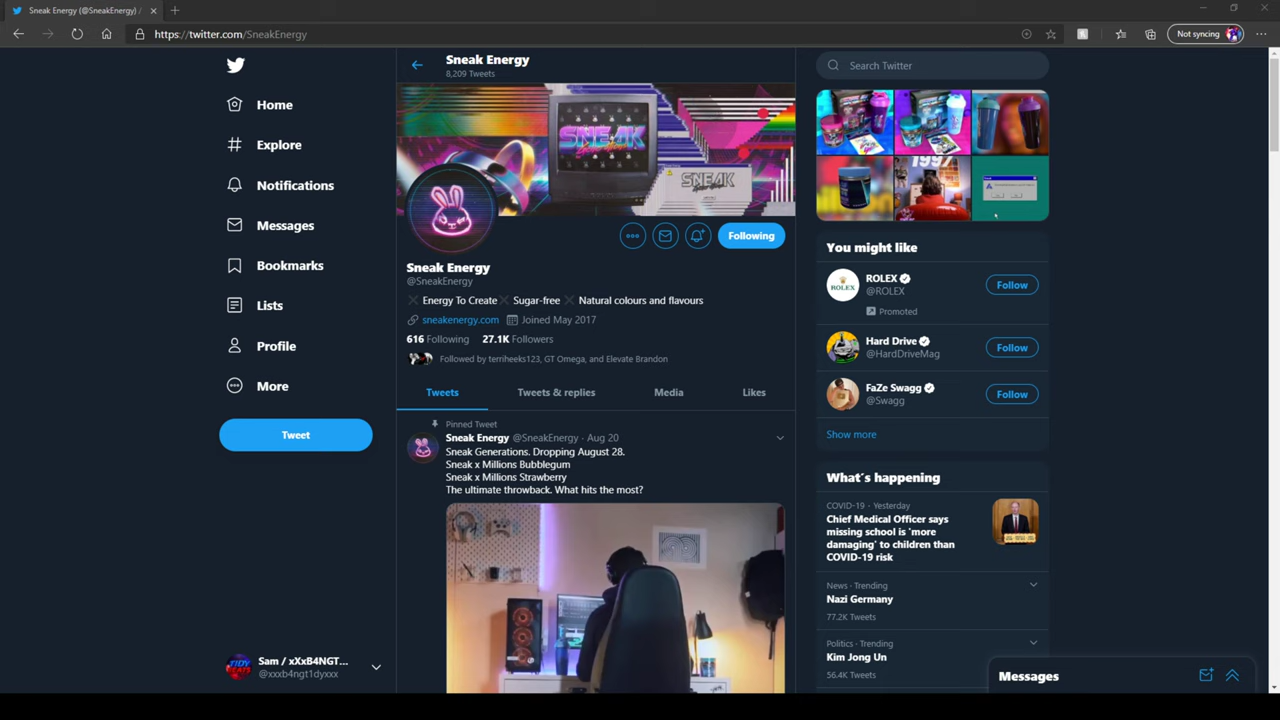 Sneak Energy (@SneakEnergy) /
https://twitter.com/SneakEnergy
Not syncing
Home
Explore
Notifications
Messages
Bookmarks
Lists
Profile
More
Tweet
Sam / xXxB4NGT...
@xxxb4ngt1dyxxx
Sneak Energy
8,209 Tweets
SNEAK
SNEAK
Following
Sneak Energy
@SneakEnergy
Energy To Create Sugar-free Natural colours and flavours
sneakenergy.com Joined May 2017
616 Following 27.1K Followers
Followed by terriheeks123, GT Omega, and Elevate Brandon
Tweets Tweets & replies Media Likes
Pinned Tweet
Sneak Energy @SneakEnergy · Aug 20
Sneak Generations. Dropping August 28.
Sneak x Millions Bubblegum
Sneak x Millions Strawberry
The ultimate throwback. What hits the most?
Search Twitter
1997
You might like
ROLEX
@ROLEX
Follow
Promoted
Hard Drive
@HardDriveMag
Follow
FaZe Swagg
@Swagg
Follow
Show more
What's happening
COVID-19 · Yesterday
Chief Medical Officer says
missing school is 'more
damaging' to children than
COVID-19 risk
News · Trending
Nazi Germany
77.2K Tweets
Politics · Trending
Kim Jong Un
56.4K Tweets
Messages